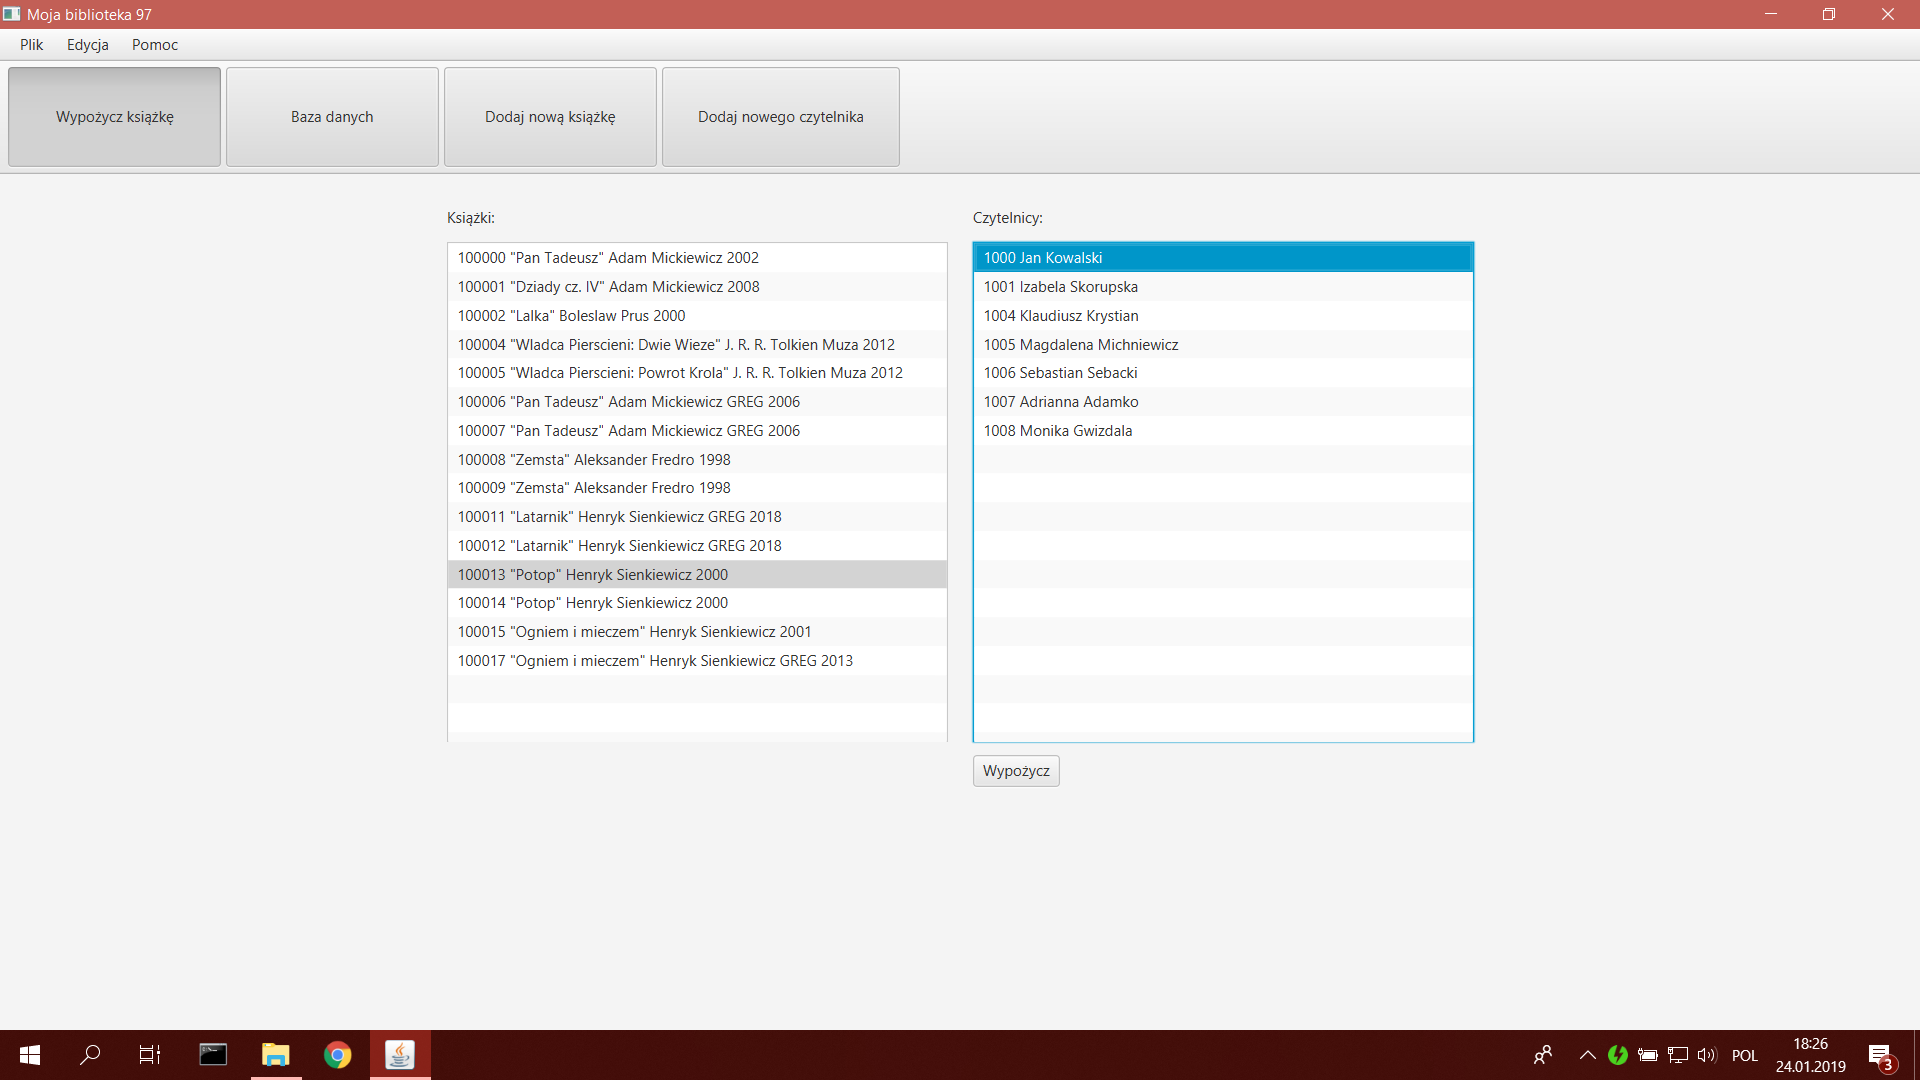 Moja biblioteka 97
Plik Edycja Pomoc
Wypożycz książkę Baza danych Dodaj nową książkę Dodaj nowego czytelnika
Książki:
100000 "Pan Tadeusz" Adam Mickiewicz 2002
100001 "Dziady cz. IV" Adam Mickiewicz 2008
100002 "Lalka" Boleslaw Prus 2000
100004 "Wladca Pierscieni: Dwie Wieze" J. R. R. Tolkien Muza 2012
100005 "Wladca Pierscieni: Powrot Krola" J. R. R. Tolkien Muza 2012
100006 "Pan Tadeusz" Adam Mickiewicz GREG 2006
100007 "Pan Tadeusz" Adam Mickiewicz GREG 2006
100008 "Zemsta" Aleksander Fredro 1998
100009 "Zemsta" Aleksander Fredro 1998
100011 "Latarnik" Henryk Sienkiewicz GREG 2018
100012 "Latarnik" Henryk Sienkiewicz GREG 2018
100013 "Potop" Henryk Sienkiewicz 2000
100014 "Potop" Henryk Sienkiewicz 2000
100015 "Ogniem i mieczem" Henryk Sienkiewicz 2001
100017 "Ogniem i mieczem" Henryk Sienkiewicz GREG 2013
Czytelnicy:
1000 Jan Kowalski
1001 Izabela Skorupska
1004 Klaudiusz Krystian
1005 Magdalena Michniewicz
1006 Sebastian Sebacki
1007 Adrianna Adamko
1008 Monika Gwizdala
Wypożycz
POL
18:26
24.01.2019
3